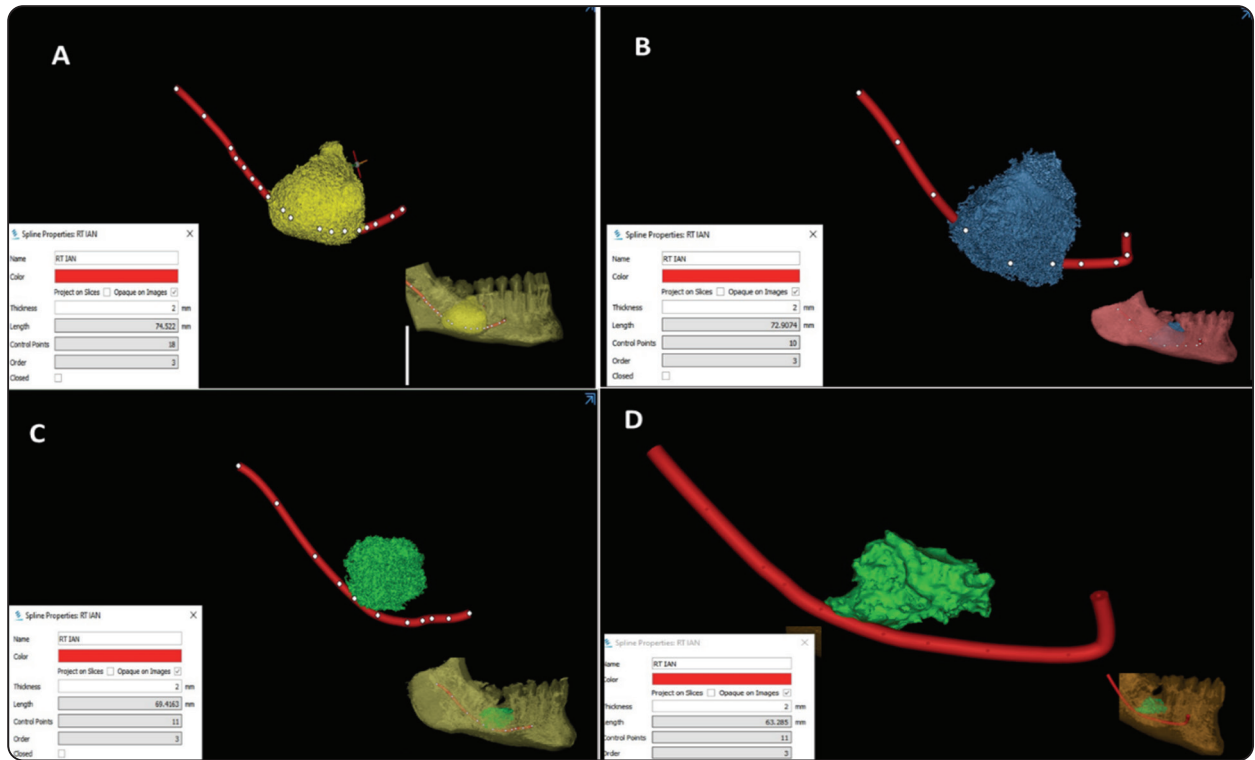 A
Spline Properties: RT IAN
Name RT IAN
Color
Project on Slices Opaque on Images
Thickness 2 mm
Length 74.522 mm
Control Points 18
Order 3
Closed
B
Spline Properties: RT IAN
Name RT IAN
Color
Project on Slices Opaque on Images
Thickness 2 mm
Length 72.9074 mm
Control Points 10
Order 3
Closed
C
Spline Properties: RT IAN
Name RT IAN
Color
Project on Slices Opaque on Images
Thickness 2 mm
Length 69.4163 mm
Control Points 11
Order 3
Closed
D
Spline Properties: RT IAN
Name RT IAN
Color
Project on Slices Opaque on Images
Thickness 2 mm
Length 63.285 mm
Control Points 11
Order 3